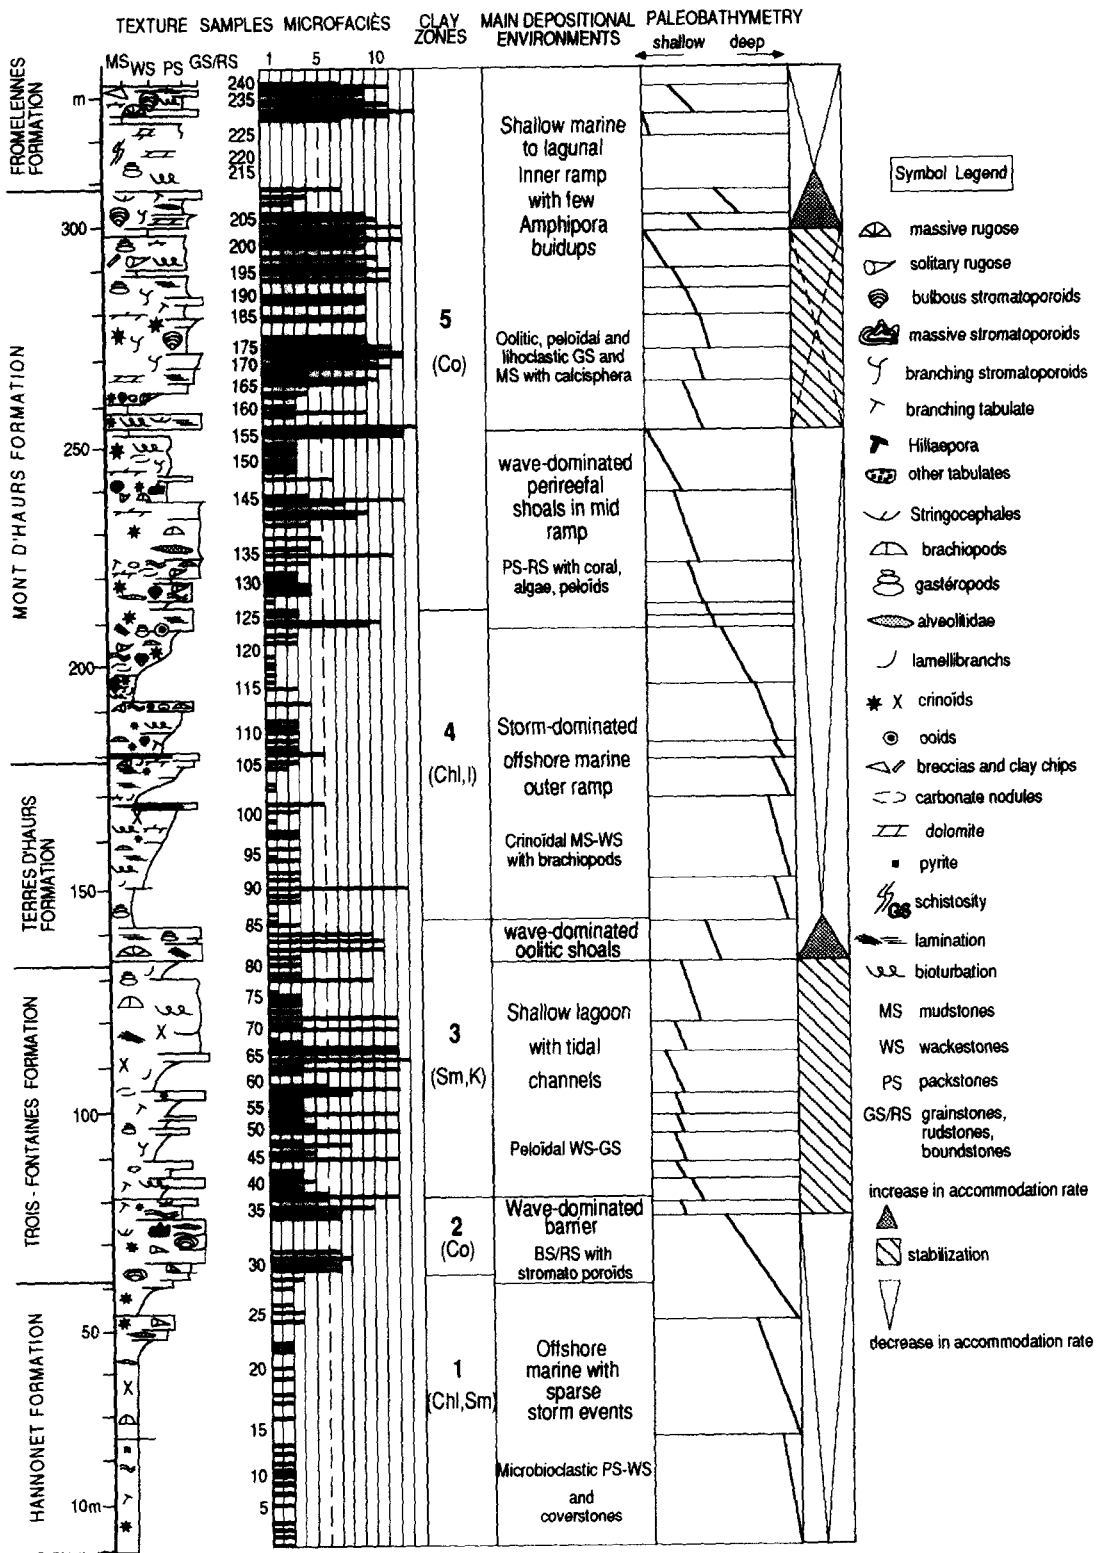 TEXTURE SAMPLES MICROFACIÈS
CLAY ZONES
MAIN DEPOSITIONAL ENVIRONMENTS
PALEOBATHYMETRY
shallow deep
MS WS PS GS/RS
1 5 10
FROMELENNES FORMATION
MONT D'HAURS FORMATION
TERRES D'HAURS FORMATION
TROIS - FONTAINES FORMATION
HANNONET FORMATION
m
300
250
200
150
100
50
10m
240
235
225
220
215
205
200
195
190
185
175
170
165
160
155
150
145
135
130
125
120
115
110
105
100
95
90
85
80
75
70
65
60
55
50
45
40
35
30
25
20
15
10
5
5
(Co)
4
(Chl,I)
3
(Sm,K)
2
(Co)
1
(Chl,Sm)
Shallow marine
to lagunal
Inner ramp
with few
Amphipora
buidups
Oolitic, peloïdal and
lihoclastic GS and
MS with calcisphera
wave-dominated
perireefal
shoals in mid
ramp
PS-RS with coral,
algae, peloïds
Storm-dominated
offshore marine
outer ramp
Crinoïdal MS-WS
with brachiopods
wave-dominated
oolitic shoals
Shallow lagoon
with tidal
channels
Peloïdal WS-GS
Wave-dominated
barrier
BS/RS with
stromato poroïds
Offshore
marine with
sparse
storm events
Microbioclastic PS-WS
and
coverstones
Symbol Legend
massive rugose
solitary rugose
bulbous stromatoporoids
massive stromatoporoids
branching stromatoporoids
branching tabulate
Hillaepora
other tabulates
Stringocephales
brachiopods
gastéropods
alveolitidae
lamellibranchs
crinoïds
ooids
breccias and clay chips
carbonate nodules
dolomite
pyrite
GS schistosity
lamination
bioturbation
MS mudstones
WS wackestones
PS packstones
GS/RS grainstones,
rudstones,
boundstones
increase in accommodation rate
stabilization
decrease in accommodation rate